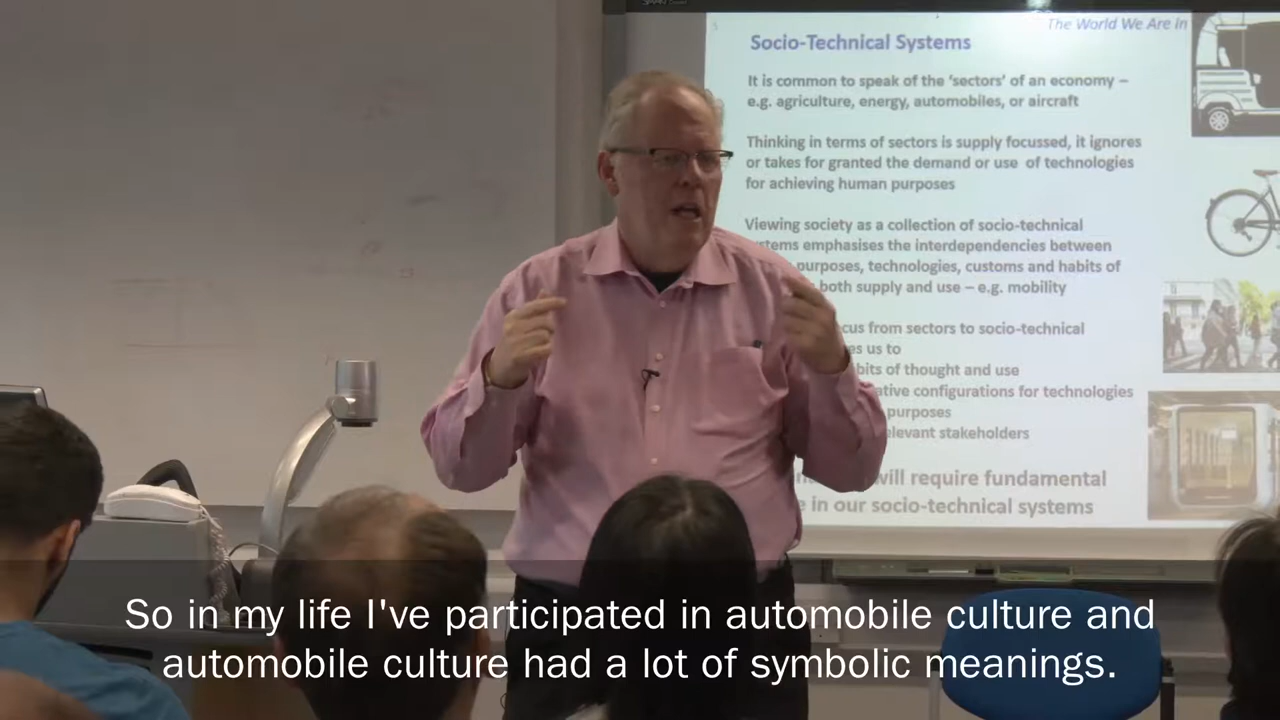 The World We Are In
5
Socio-Technical Systems
It is common to speak of the 'sectors' of an economy –
e.g. agriculture, energy, automobiles, or aircraft
Thinking in terms of sectors is supply focussed, it ignores
or takes for granted the demand or use of technologies
for achieving human purposes
Viewing society as a collection of socio-technical
emphasises the interdependencies between
purposes, technologies, customs and habits of
both supply and use – e.g. mobility
from sectors to socio-technical
us to
of thought and use
configurations for technologies
purposes
stakeholders
will require fundamental
in our socio-technical systems
So in my life I've participated in automobile culture and
automobile culture had a lot of symbolic meanings.